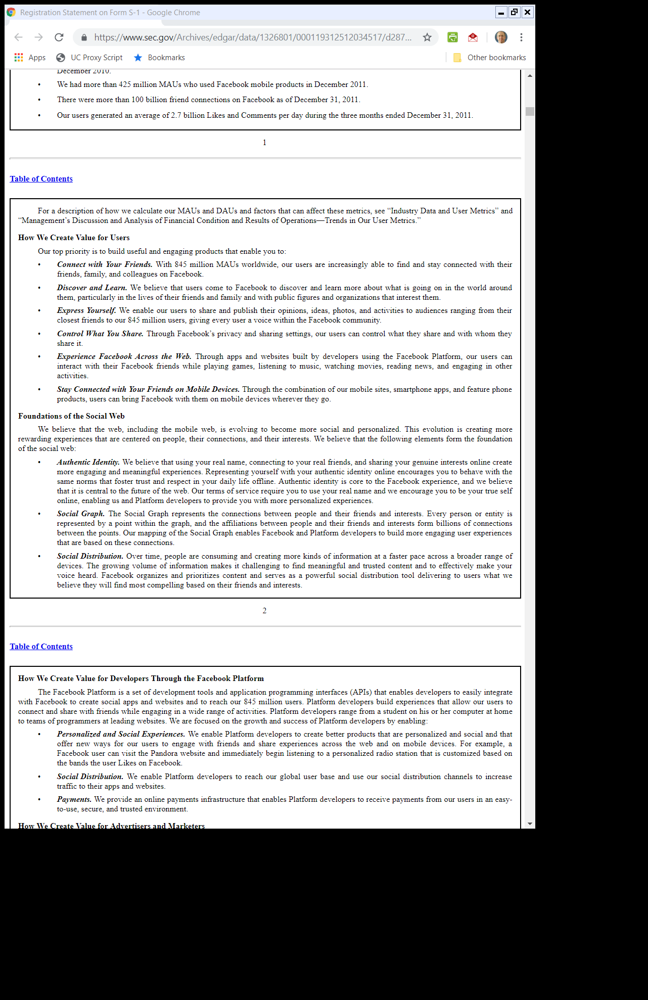 Registration Statement on Form S-1 - Google Chrome
https://www.sec.gov/Archives/edgar/data/1326801/000119312512034517/d287...
Apps UC Proxy Script Bookmarks Other bookmarks
December 2010.
• We had more than 425 million MAUs who used Facebook mobile products in December 2011.
• There were more than 100 billion friend connections on Facebook as of December 31, 2011.
• Our users generated an average of 2.7 billion Likes and Comments per day during the three months ended December 31, 2011.
1
Table of Contents
For a description of how we calculate our MAUs and DAUs and factors that can affect these metrics, see “Industry Data and User Metrics” and
“Management’s Discussion and Analysis of Financial Condition and Results of Operations—Trends in Our User Metrics.”
How We Create Value for Users
Our top priority is to build useful and engaging products that enable you to:
• Connect with Your Friends. With 845 million MAUs worldwide, our users are increasingly able to find and stay connected with their
friends, family, and colleagues on Facebook.
• Discover and Learn. We believe that users come to Facebook to discover and learn more about what is going on in the world around
them, particularly in the lives of their friends and family and with public figures and organizations that interest them.
• Express Yourself. We enable our users to share and publish their opinions, ideas, photos, and activities to audiences ranging from their
closest friends to our 845 million users, giving every user a voice within the Facebook community.
• Control What You Share. Through Facebook’s privacy and sharing settings, our users can control what they share and with whom they
share it.
• Experience Facebook Across the Web. Through apps and websites built by developers using the Facebook Platform, our users can
interact with their Facebook friends while playing games, listening to music, watching movies, reading news, and engaging in other
activities.
• Stay Connected with Your Friends on Mobile Devices. Through the combination of our mobile sites, smartphone apps, and feature phone
products, users can bring Facebook with them on mobile devices wherever they go.
Foundations of the Social Web
We believe that the web, including the mobile web, is evolving to become more social and personalized. This evolution is creating more
rewarding experiences that are centered on people, their connections, and their interests. We believe that the following elements form the foundation
of the social web:
• Authentic Identity. We believe that using your real name, connecting to your real friends, and sharing your genuine interests online create
more engaging and meaningful experiences. Representing yourself with your authentic identity online encourages you to behave with the
same norms that foster trust and respect in your daily life offline. Authentic identity is core to the Facebook experience, and we believe
that it is central to the future of the web. Our terms of service require you to use your real name and we encourage you to be your true self
online, enabling us and Platform developers to provide you with more personalized experiences.
• Social Graph. The Social Graph represents the connections between people and their friends and interests. Every person or entity is
represented by a point within the graph, and the affiliations between people and their friends and interests form billions of connections
between the points. Our mapping of the Social Graph enables Facebook and Platform developers to build more engaging user experiences
that are based on these connections.
• Social Distribution. Over time, people are consuming and creating more kinds of information at a faster pace across a broader range of
devices. The growing volume of information makes it challenging to find meaningful and trusted content and to effectively make your
voice heard. Facebook organizes and prioritizes content and serves as a powerful social distribution tool delivering to users what we
believe they will find most compelling based on their friends and interests.
2
Table of Contents
How We Create Value for Developers Through the Facebook Platform
The Facebook Platform is a set of development tools and application programming interfaces (APIs) that enables developers to easily integrate
with Facebook to create social apps and websites and to reach our 845 million users. Platform developers build experiences that allow our users to
connect and share with friends while engaging in a wide range of activities. Platform developers range from a student on his or her computer at home
to teams of programmers at leading websites. We are focused on the growth and success of Platform developers by enabling:
• Personalized and Social Experiences. We enable Platform developers to create better products that are personalized and social and that
offer new ways for our users to engage with friends and share experiences across the web and on mobile devices. For example, a
Facebook user can visit the Pandora website and immediately begin listening to a personalized radio station that is customized based on
the bands the user Likes on Facebook.
• Social Distribution. We enable Platform developers to reach our global user base and use our social distribution channels to increase
traffic to their apps and websites.
• Payments. We provide an online payments infrastructure that enables Platform developers to receive payments from our users in an easy-
to-use, secure, and trusted environment.
How We Create Value for Advertisers and Marketers